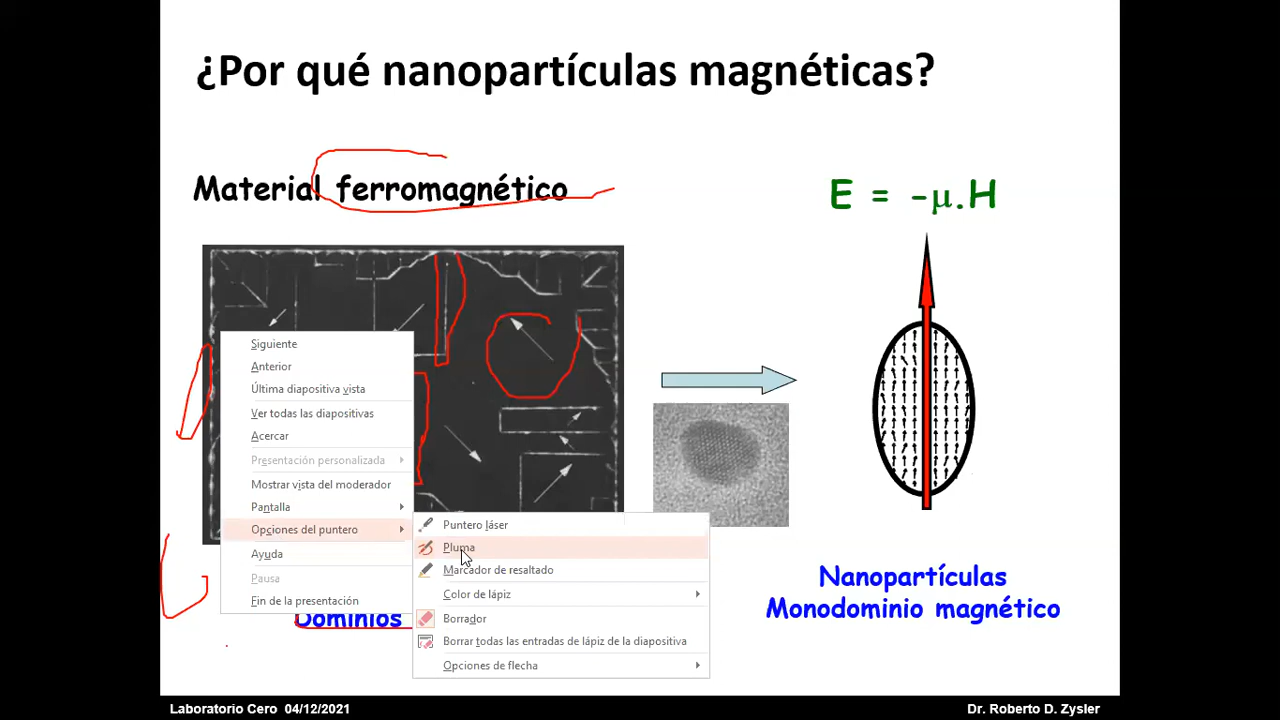 ¿Por qué nanopartículas magnéticas?
Material ferromagnético
E = -μ.H
Siguiente
Anterior
Última diapositiva vista
Ver todas las diapositivas
Acercar
Presentación personalizada
Mostrar vista del moderador
Pantalla
Opciones del puntero
Ayuda
Pausa
Fin de la presentación
Puntero láser
Pluma
Marcador de resaltado
Color de lápiz
Borrador
Borrar todas las entradas de lápiz de la diapositiva
Opciones de flecha
Dominios
Nanopartículas
Monodominio magnético
Laboratorio Cero 04/12/2021
Dr. Roberto D. Zysler